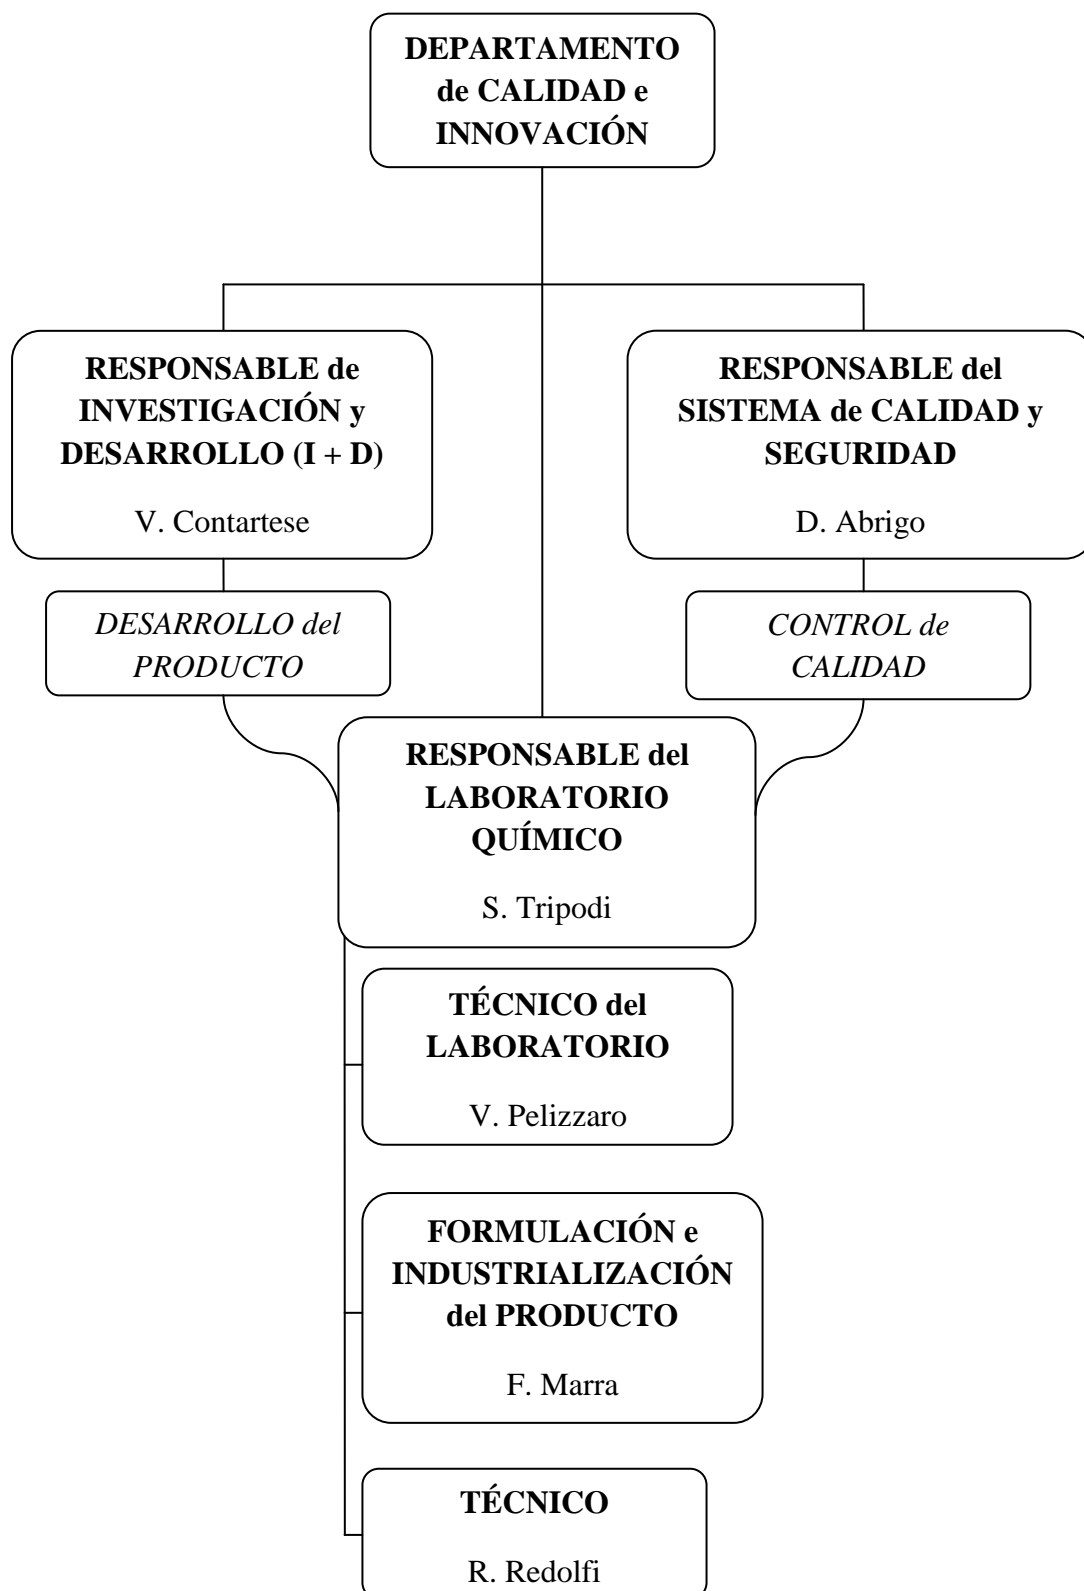 DEPARTAMENTO
de CALIDAD e
INNOVACIÓN
RESPONSABLE de
INVESTIGACIÓN y
DESARROLLO (I + D)
V. Contartese
RESPONSABLE del
SISTEMA de CALIDAD y
SEGURIDAD
D. Abrigo
DESARROLLO del
PRODUCTO
CONTROL de
CALIDAD
RESPONSABLE del
LABORATORIO
QUÍMICO
S. Tripodi
TÉCNICO del
LABORATORIO
V. Pelizzaro
FORMULACIÓN e
INDUSTRIALIZACIÓN
del PRODUCTO
F. Marra
TÉCNICO
R. Redolfi